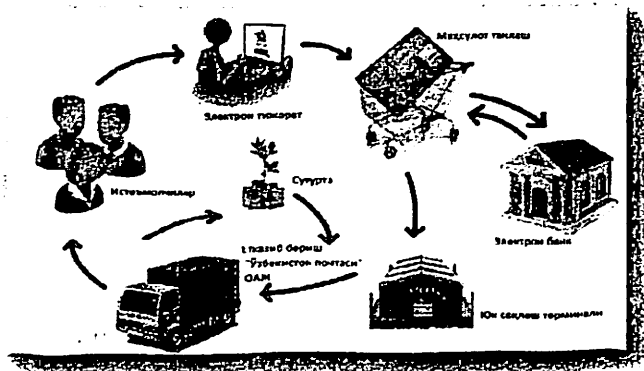 Маҳсулот танлаш
Электрон тижорат
Истеъмолчилар
Суғурта
Электрон банк
Етказиб бериш
"Ўзбекистон почтаси"
ОАЖ
Юк сақлаш терминали